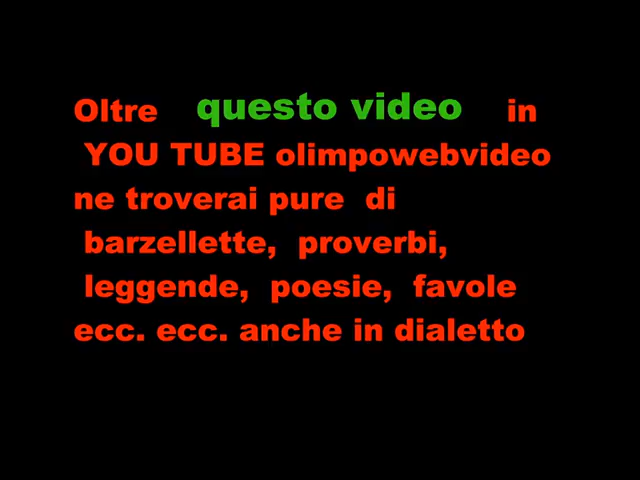 Oltre questo video in
YOU TUBE olimpowebvideo
ne troverai pure di
barzellette, proverbi,
leggende, poesie, favole
ecc. ecc. anche in dialetto